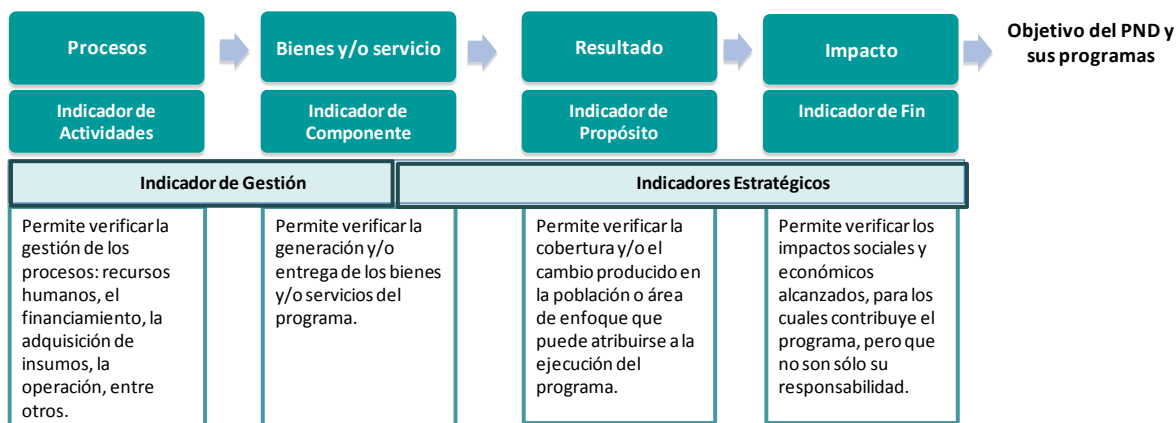 Procesos
Bienes y/o servicio
Resultado
Impacto
Objetivo del PND y
sus programas
Indicador de
Actividades
Indicador de
Componente
Indicador de
Propósito
Indicador de Fin
Indicador de Gestión
Indicadores Estratégicos
Permite verificar la
gestión de los
procesos: recursos
humanos, el
financiamiento, la
adquisición de
insumos, la
operación, entre
otros.
Permite verificar la
generación y/o
entrega de los bienes
y/o servicios del
programa.
Permite verificar la
cobertura y/o el
cambio producido en
la población o área
de enfoque que
puede atribuirse a la
ejecución del
programa.
Permite verificar los
impactos sociales y
económicos
alcanzados, para los
cuales contribuye el
programa, pero que
no son sólo su
responsabilidad.